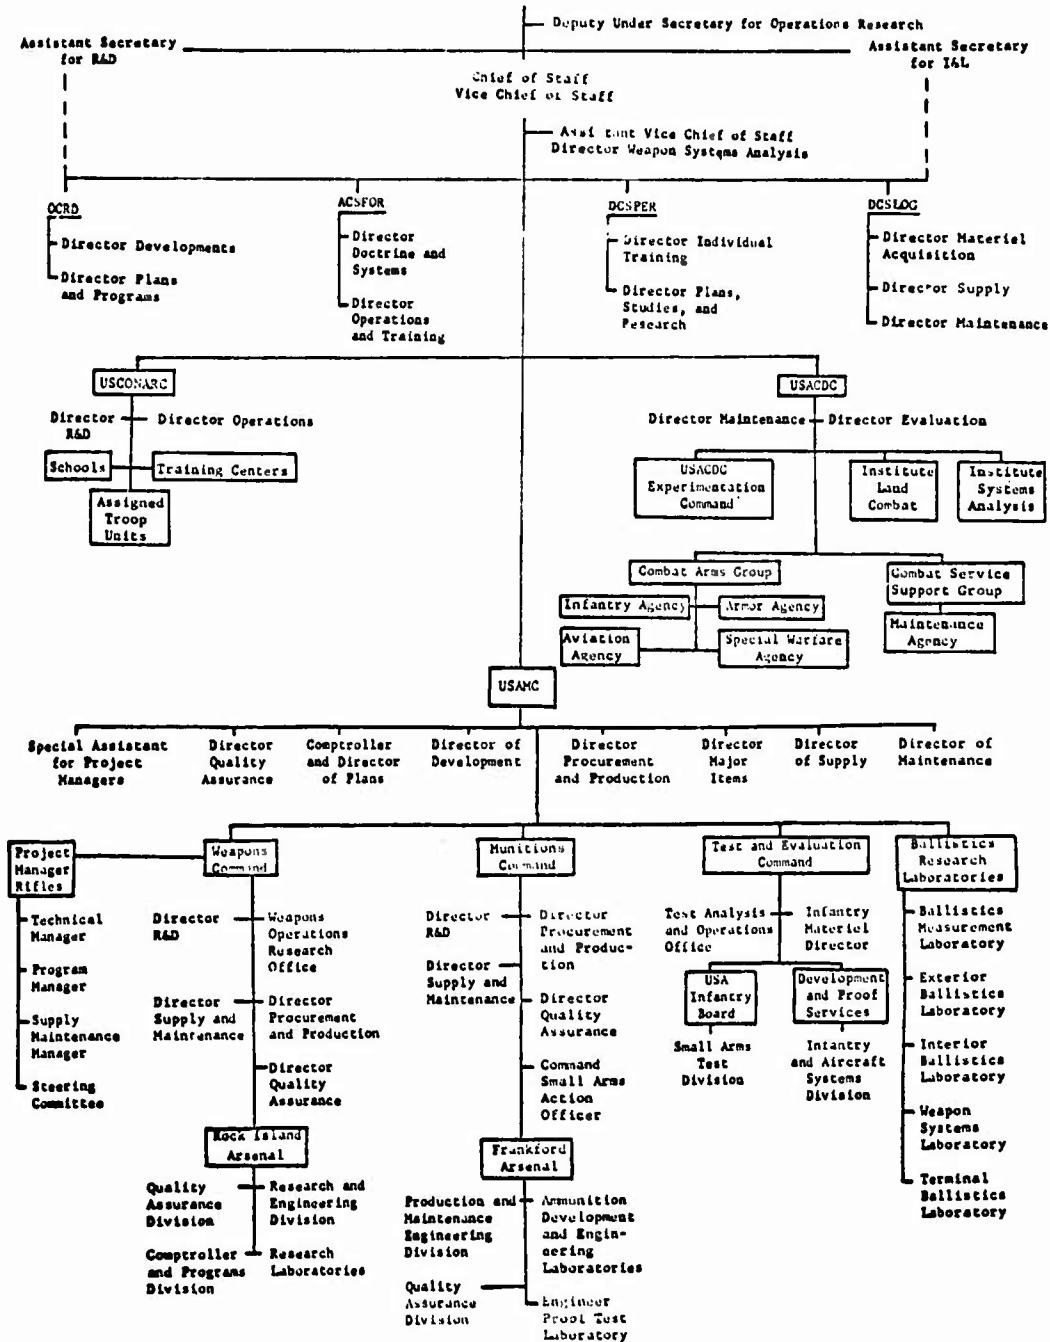 Deputy Under Secretary for Operations Research
Assistant Secretary
for R&D
Assistant Secretary
for I&L
Chief of Staff
Vice Chief of Staff
Assistant Vice Chief of Staff
Director Weapon Systems Analysis
OCRD
Director Developments
Director Plans
and Programs
ACSFOR
Director
Doctrine and
Systems
Director
Operations
and Training
DCSPER
Director Individual
Training
Director Plans,
Studies, and
Research
DCSLOG
Director Materiel
Acquisition
Director Supply
Director Maintenance
USCONARC
Director
R&D
Director Operations
Schools
Training Centers
Assigned
Troop
Units
USACDC
Director Maintenance
Director Evaluation
USACDC
Experimentation
Command
Institute
Land
Combat
Institute
Systems
Analysis
Combat Arms Group
Infantry Agency
Armor Agency
Aviation
Agency
Special Warfare
Agency
Combat Service
Support Group
Maintenance
Agency
USAMC
Special Assistant
for Project
Managers
Director
Quality
Assurance
Comptroller
and Director
of Plans
Director of
Development
Director
Procurement
and Production
Director
Major
Items
Director
of Supply
Director of
Maintenance
Project
Manager
Rifles
Technical
Manager
Program
Manager
Supply
Maintenance
Manager
Steering
Committee
Weapons
Command
Director
R&D
Weapons
Operations
Research
Office
Director
Supply and
Maintenance
Director
Procurement
and Production
Director
Quality
Assurance
Rock Island
Arsenal
Quality
Assurance
Division
Research and
Engineering
Division
Comptroller
and Programs
Division
Research
Laboratories
Munitions
Command
Director
R&D
Director
Procurement
and Produc-
tion
Director
Supply and
Maintenance
Director
Quality
Assurance
Command
Small Arms
Action
Officer
Frankford
Arsenal
Production and
Maintenance
Engineering
Division
Ammunition
Development
and Engin-
eering
Laboratories
Quality
Assurance
Division
Engineer
Proof Test
Laboratory
Test and Evaluation
Command
Test Analysis
and Operations
Office
Infantry
Materiel
Director
USA
Infantry
Board
Development
and Proof
Services
Small Arms
Test
Division
Infantry
and Aircraft
Systems
Division
Ballistics
Research
Laboratories
Ballistics
Measurement
Laboratory
Exterior
Ballistics
Laboratory
Interior
Ballistics
Laboratory
Weapon
Systems
Laboratory
Terminal
Ballistics
Laboratory